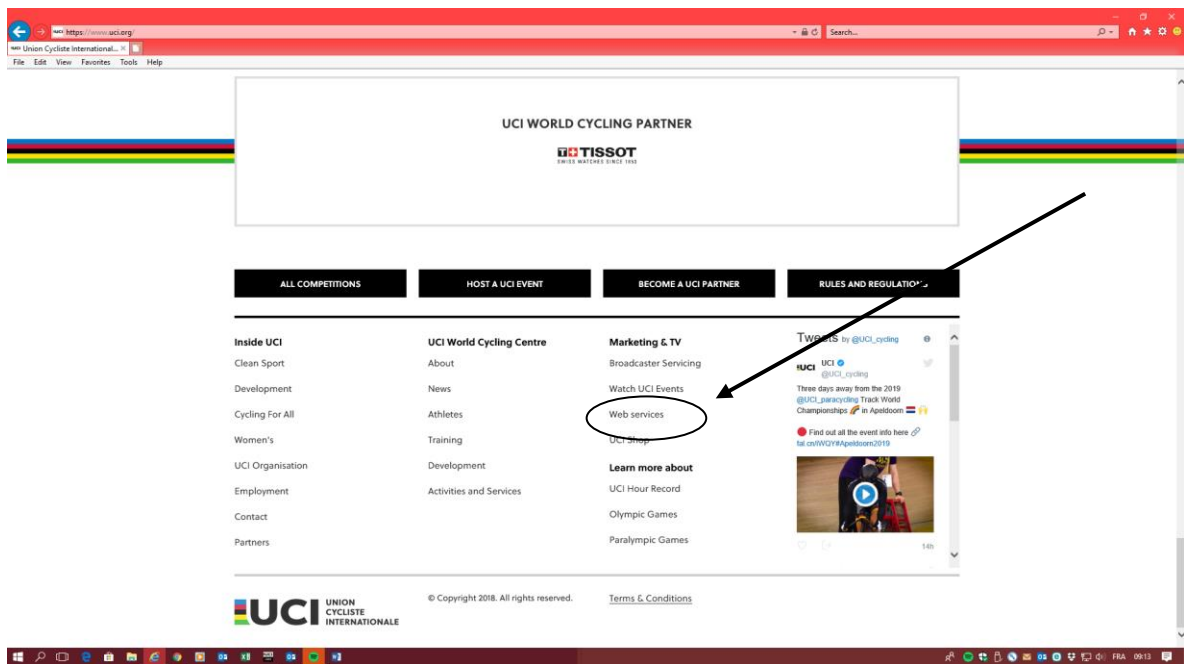 https://www.uci.org/
Search...
Union Cycliste International...
File Edit View Favorites Tools Help
UCI WORLD CYCLING PARTNER
T+ TISSOT
SWISS WATCHES SINCE 1853
ALL COMPETITIONS
HOST A UCI EVENT
BECOME A UCI PARTNER
RULES AND REGULATIONS
Inside UCI
Clean Sport
Development
Cycling For All
Women's
UCI Organisation
Employment
Contact
Partners
UCI World Cycling Centre
About
News
Athletes
Training
Development
Activities and Services
Marketing & TV
Broadcaster Servicing
Watch UCI Events
Web services
UCI Shop
Learn more about
UCI Hour Record
Olympic Games
Paralympic Games
Tweets by @UCI_cycling
UCI
UCI
@UCI_cycling
Three days away from the 2019
@UCI_paracycling Track World
Championships in Apeldoorn
Find out all the event info here
14h
UCI
UNION
CYCLISTE
INTERNATIONALE
© Copyright 2018. All rights reserved.
Terms & Conditions
FRA 09:13